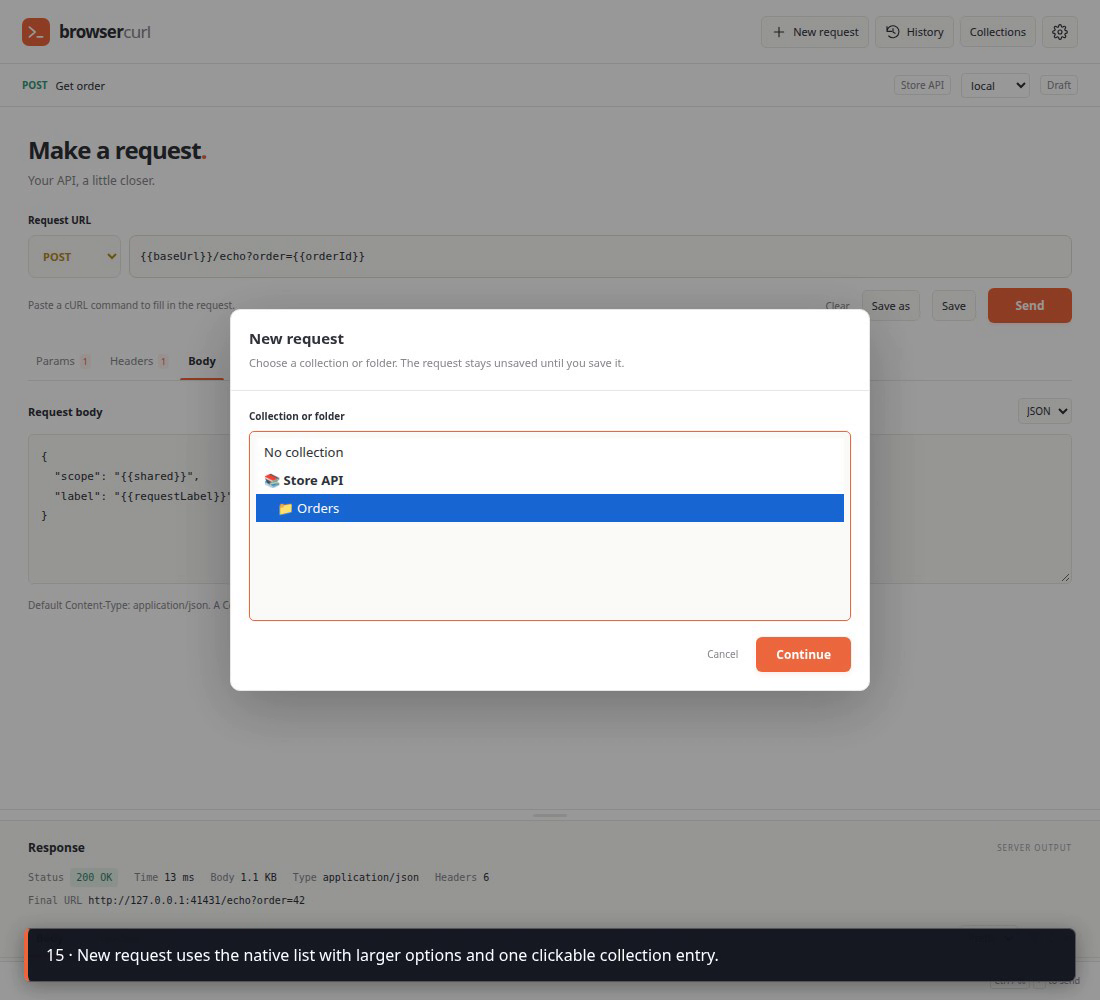 browsercurl
New request
History
Collections
POST Get order
Store API
local
Draft
Make a request.
Your API, a little closer.
Request URL
POST
{{baseUrl}}/echo?order={{orderId}}
Paste a cURL command to fill in the request.
Clear
Save as
Save
Send
Params 1
Headers 1
Body
Request body
JSON
{
"scope": "{{shared}}",
"label": "{{requestLabel}}"
}
Default Content-Type: application/json. A
New request
Choose a collection or folder. The request stays unsaved until you save it.
Collection or folder
No collection
📚 Store API
📁 Orders
Cancel
Continue
Response
SERVER OUTPUT
Status 200 OK Time 13 ms Body 1.1 KB Type application/json Headers 6
Final URL http://127.0.0.1:41431/echo?order=42
15 · New request uses the native list with larger options and one clickable collection entry.
to send